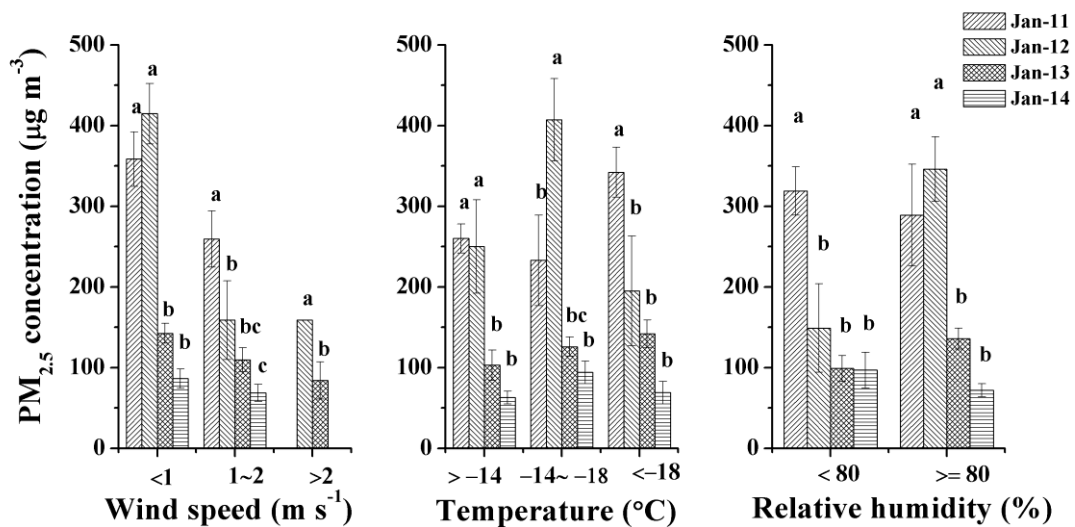 PM2.5 concentration (μg m⁻³)
500
400
300
200
100
0
a
a
b
b
a
b
bc
c
a
b
<1
1~2
>2
Wind speed (m s⁻¹)
500
400
300
200
100
0
a
a
b
b
b
a
bc
b
a
b
b
b
> −14
−14~ −18
<−18
Temperature (°C)
500
400
300
200
100
0
a
b
b
b
a
a
b
b
< 80
>= 80
Relative humidity (%)
Jan-11
Jan-12
Jan-13
Jan-14